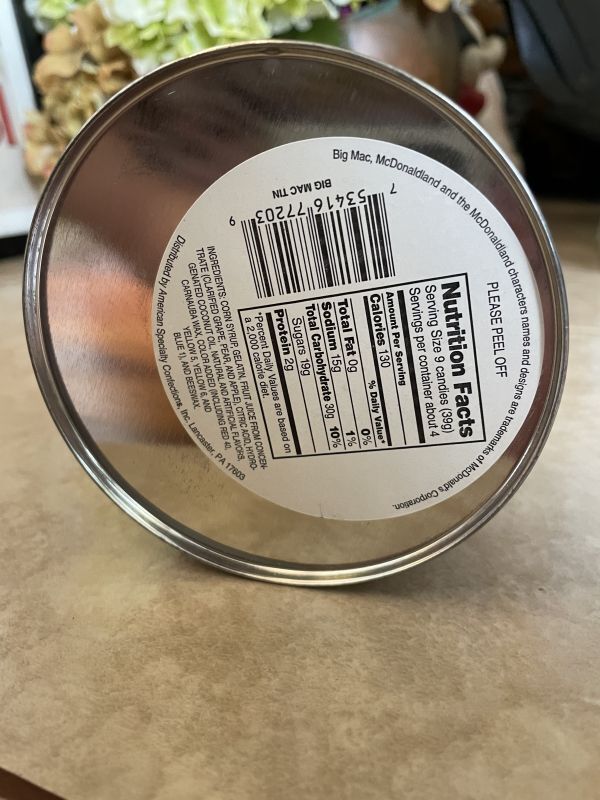 Big Mac, McDonaldland and the McDonaldland characters names and designs are trademarks of McDonald's Corporation.
PLEASE PEEL OFF
Nutrition Facts
Serving Size 9 candies (39g)
Servings per container about 4
Amount Per Serving
Calories 130
% Daily Value*
Total Fat 0g 0%
Sodium 15g 1%
Total Carbohydrate 30g 10%
Sugars 19g
Protein 2g
*Percent Daily Values are based on
a 2,000 calorie diet.
BIG MAC TIN
7 53416 77203 9
INGREDIENTS: CORN SYRUP, GELATIN, FRUIT JUICE FROM CONCEN-
TRATE (CLARIFIED GRAPE, PEAR, AND APPLE), CITRIC ACID, HYDRO-
GENATED COCONUT OIL, NATURAL AND ARTIFICIAL FLAVORS,
CARNAUBA WAX, COLOR ADDED (INCLUDING RED 40,
YELLOW 5, YELLOW 6, AND
BLUE 1), AND BEESWAX.
Distributed by American Specialty Confections, Inc. Lancaster, PA 17603